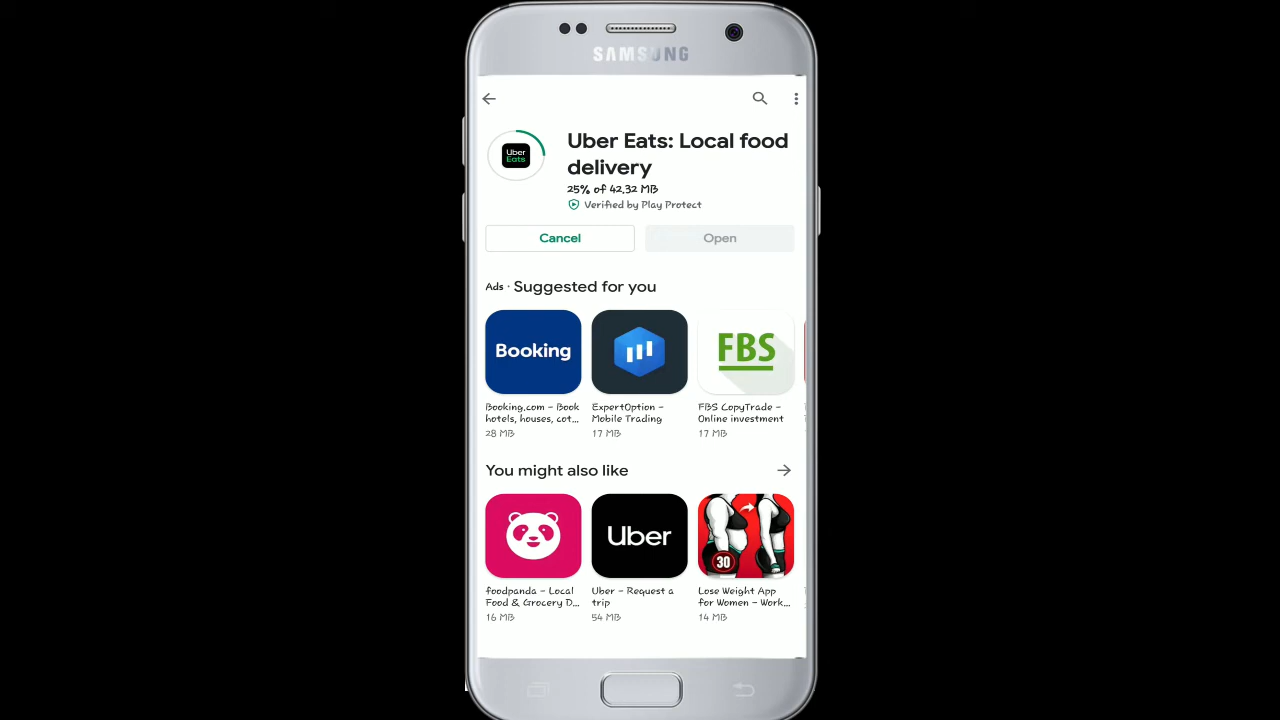 SAMSUNG
Uber Eats: Local food
delivery
25% of 42.32 MB
Verified by Play Protect
Uber
Eats
Cancel
Open
Ads · Suggested for you
Booking
FBS
Booking.com – Book
hotels, houses, cot...
28 MB
ExpertOption –
Mobile Trading
17 MB
FBS CopyTrade –
Online investment
17 MB
You might also like
Uber
30
foodpanda – Local
Food & Grocery D...
16 MB
Uber – Request a
trip
54 MB
Lose Weight App
for Women – Work...
14 MB